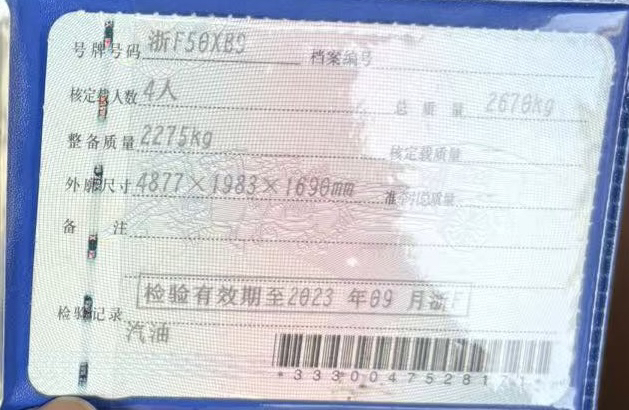 号牌号码 浙F50XB9 档案编号
核定载人数 4人 总质量 2670kg
整备质量 2275kg 核定载质量
外廓尺寸 4877×1983×1690mm 准牵引总质量
备注
检验有效期至2023年09月浙F
检验记录
汽油
*3330047528121*